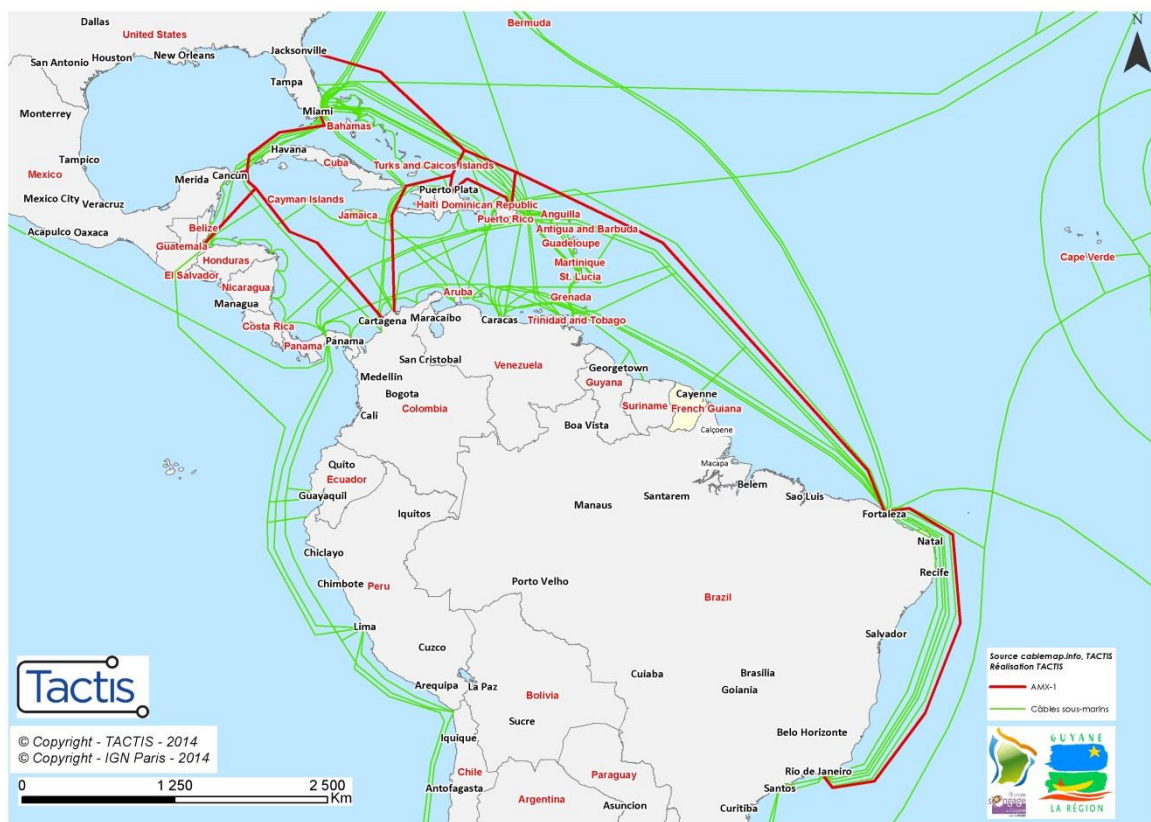 Dallas
United States
Bermuda
N
San Antonio
Houston
New Orleans
Jacksonville
Tampa
Monterrey
Miami
Bahamas
Havana
Tampico
Merida
Cancún
Cuba
Turks and Caicos Islands
Mexico
Mexico City
Veracruz
Cayman Islands
Puerto Plata
Haiti
Dominican Republic
Jamaica
Puerto Rico
Anguilla
Acapulco
Oaxaca
Belize
Antigua and Barbuda
Guatemala
Guadeloupe
Honduras
Martinique
Cape Verde
El Salvador
St. Lucia
Nicaragua
Aruba
Grenada
Managua
Costa Rica
Cartagena
Maracaibo
Caracas
Trinidad and Tobago
Panama
Panama
San Cristobal
Venezuela
Georgetown
Medellin
Guyana
Cayenne
Bogota
Colombia
Suriname
French Guiana
Cali
Boa Vista
Calçoene
Quito
Macapa
Ecuador
Belem
Guayaquil
Manaus
Santarem
Sao Luis
Iquitos
Fortaleza
Chiclayo
Natal
Chimbote
Peru
Porto Velho
Recife
Brazil
Lima
Salvador
Cuzco
Cuiaba
Brasilia
Arequipa
La Paz
Goiania
Bolivia
Sucre
Belo Horizonte
Iquique
Rio de Janeiro
Chile
Paraguay
Santos
Antofagasta
Argentina
Asuncion
Curitiba
Tactis
© Copyright - TACTIS - 2014
© Copyright - IGN Paris - 2014
0 1 250 2 500
Km
Source cablemap.info, TACTIS
Réalisation TACTIS
AMX-1
Câbles sous-marins
GUYANE
LA RÉGION